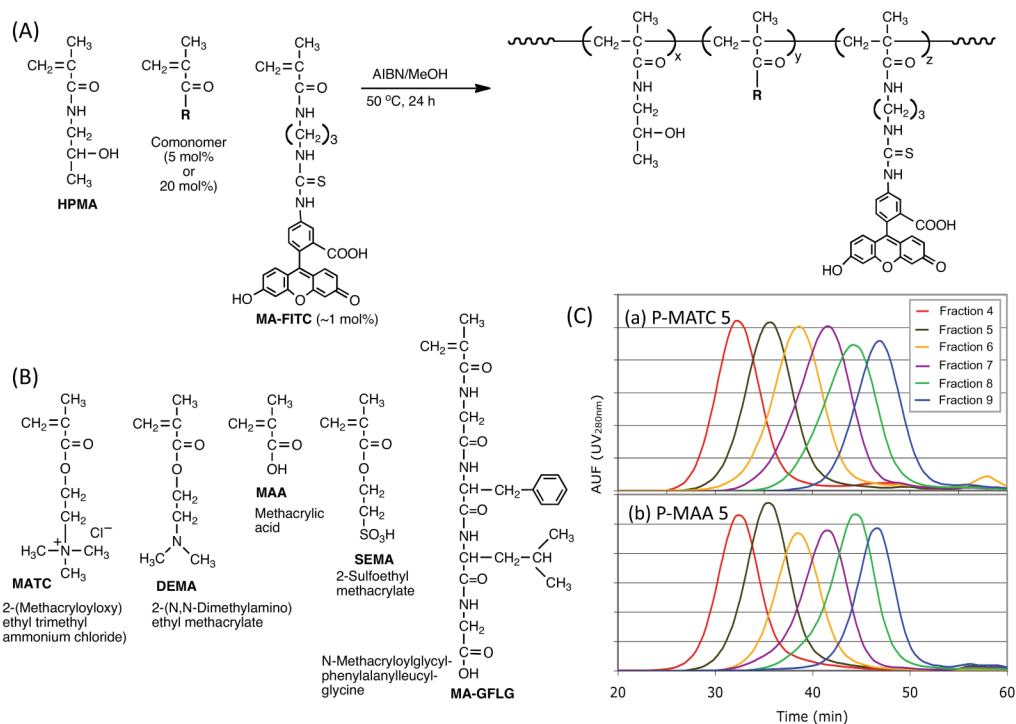 (A)
CH3
CH2
C
C O
NH
CH2
CH OH
CH3
HPMA
CH3
CH2
C
C O
R
Comonomer
(5 mol%
or
20 mol%)
CH3
CH2
C
C O
NH
(CH2)3
NH
C S
NH
COOH
HO
O
O
MA-FITC (~1 mol%)
AIBN/MeOH
50 °C, 24 h
CH3
CH2 C
x
C O
NH
CH2
CH OH
CH3
CH3
CH2 C
y
C O
R
CH3
CH2 C
z
C O
NH
(CH2)3
NH
C S
NH
COOH
HO
O
O
(B)
CH3
CH2
C
C O
O
CH2
CH2
H3C N CH3
+
Cl−
CH3
MATC
2-(Methacryloyloxy)
ethyl trimethyl
ammonium chloride)
CH3
CH2
C
C O
O
CH2
CH2
N
H3C CH3
DEMA
2-(N,N-Dimethylamino)
ethyl methacrylate
CH3
CH2
C
C O
OH
MAA
Methacrylic
acid
CH3
CH2
C
C O
O
CH2
CH2
SO3H
SEMA
2-Sulfoethyl
methacrylate
CH3
CH2 C
C O
NH
CH2
C O
NH
CH CH2
C O
NH
CH CH2 CH CH3
CH3
C O
NH
CH2
C O
OH
MA-GFLG
N-Methacryloylglycyl-
phenylalanylleucyl-
glycine
(C)
(a) P-MATC 5
Fraction 4
Fraction 5
Fraction 6
Fraction 7
Fraction 8
Fraction 9
AUF (UV280nm)
(b) P-MAA 5
20 30 40 50 60
Time (min)